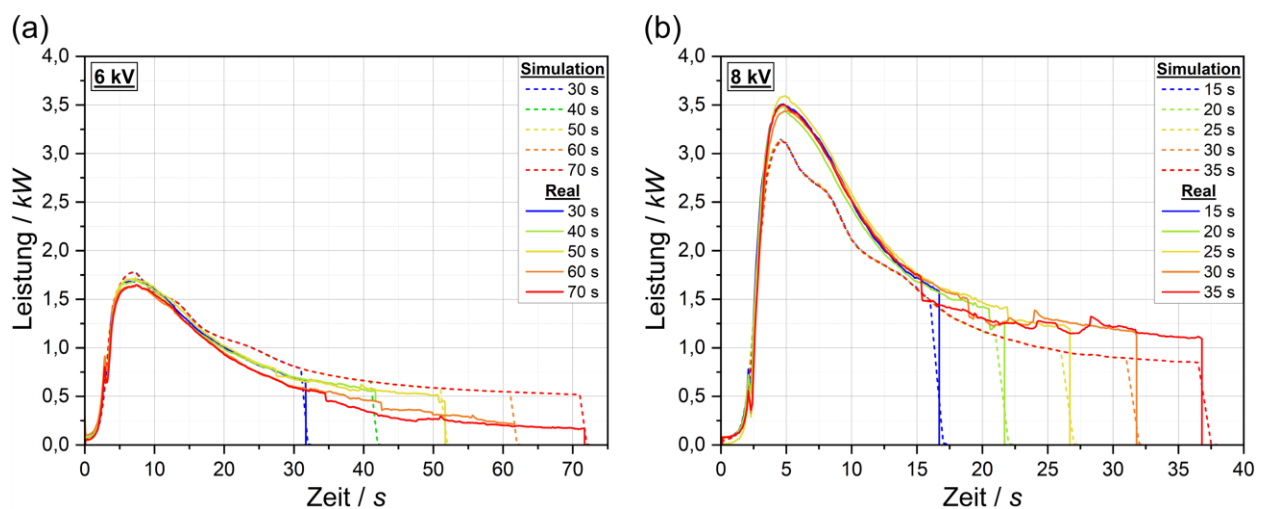 (a)
4,0
3,5
3,0
2,5
2,0
1,5
1,0
0,5
0,0
Leistung / kW
6 kV
Simulation
30 s
40 s
50 s
60 s
70 s
Real
30 s
40 s
50 s
60 s
70 s
0 10 20 30 40 50 60 70
Zeit / s
(b)
4,0
3,5
3,0
2,5
2,0
1,5
1,0
0,5
0,0
Leistung / kW
8 kV
Simulation
15 s
20 s
25 s
30 s
35 s
Real
15 s
20 s
25 s
30 s
35 s
0 5 10 15 20 25 30 35 40
Zeit / s